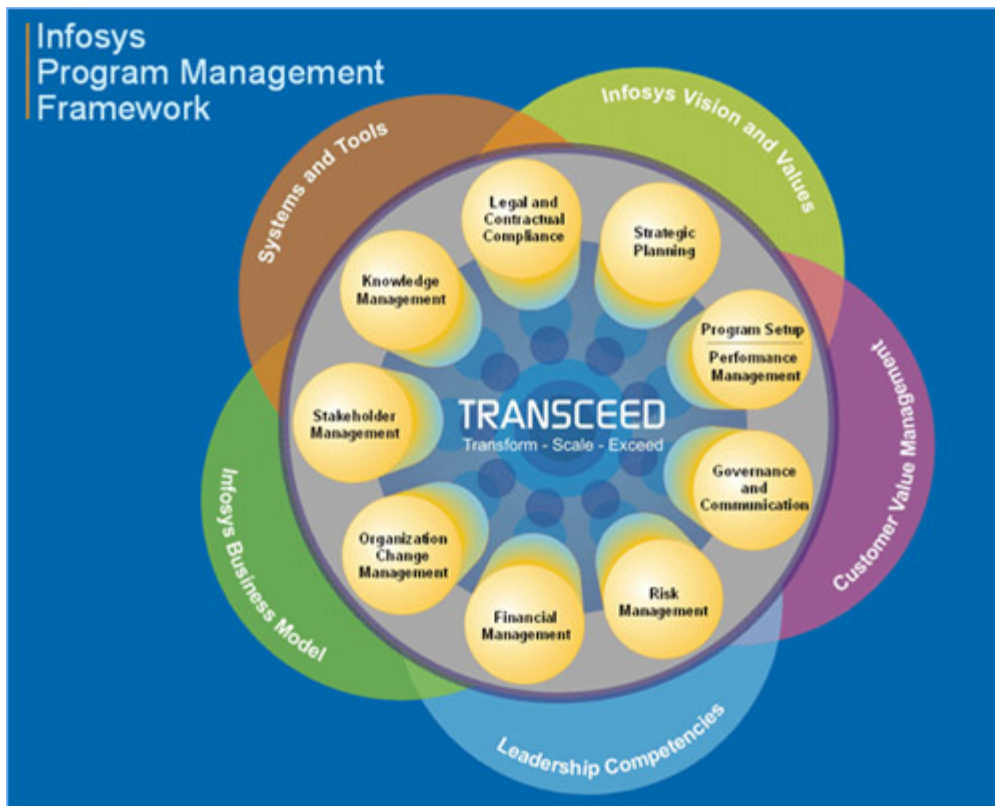 Infosys
Program Management
Framework
Systems and Tools
Infosys Vision and Values
Customer Value Management
Leadership Competencies
Infosys Business Model
Legal and
Contractual
Compliance
Strategic
Planning
Program Setup
Performance
Management
Governance
and
Communication
Risk
Management
Financial
Management
Organization
Change
Management
Stakeholder
Management
Knowledge
Management
TRANSCEED
Transform - Scale - Exceed